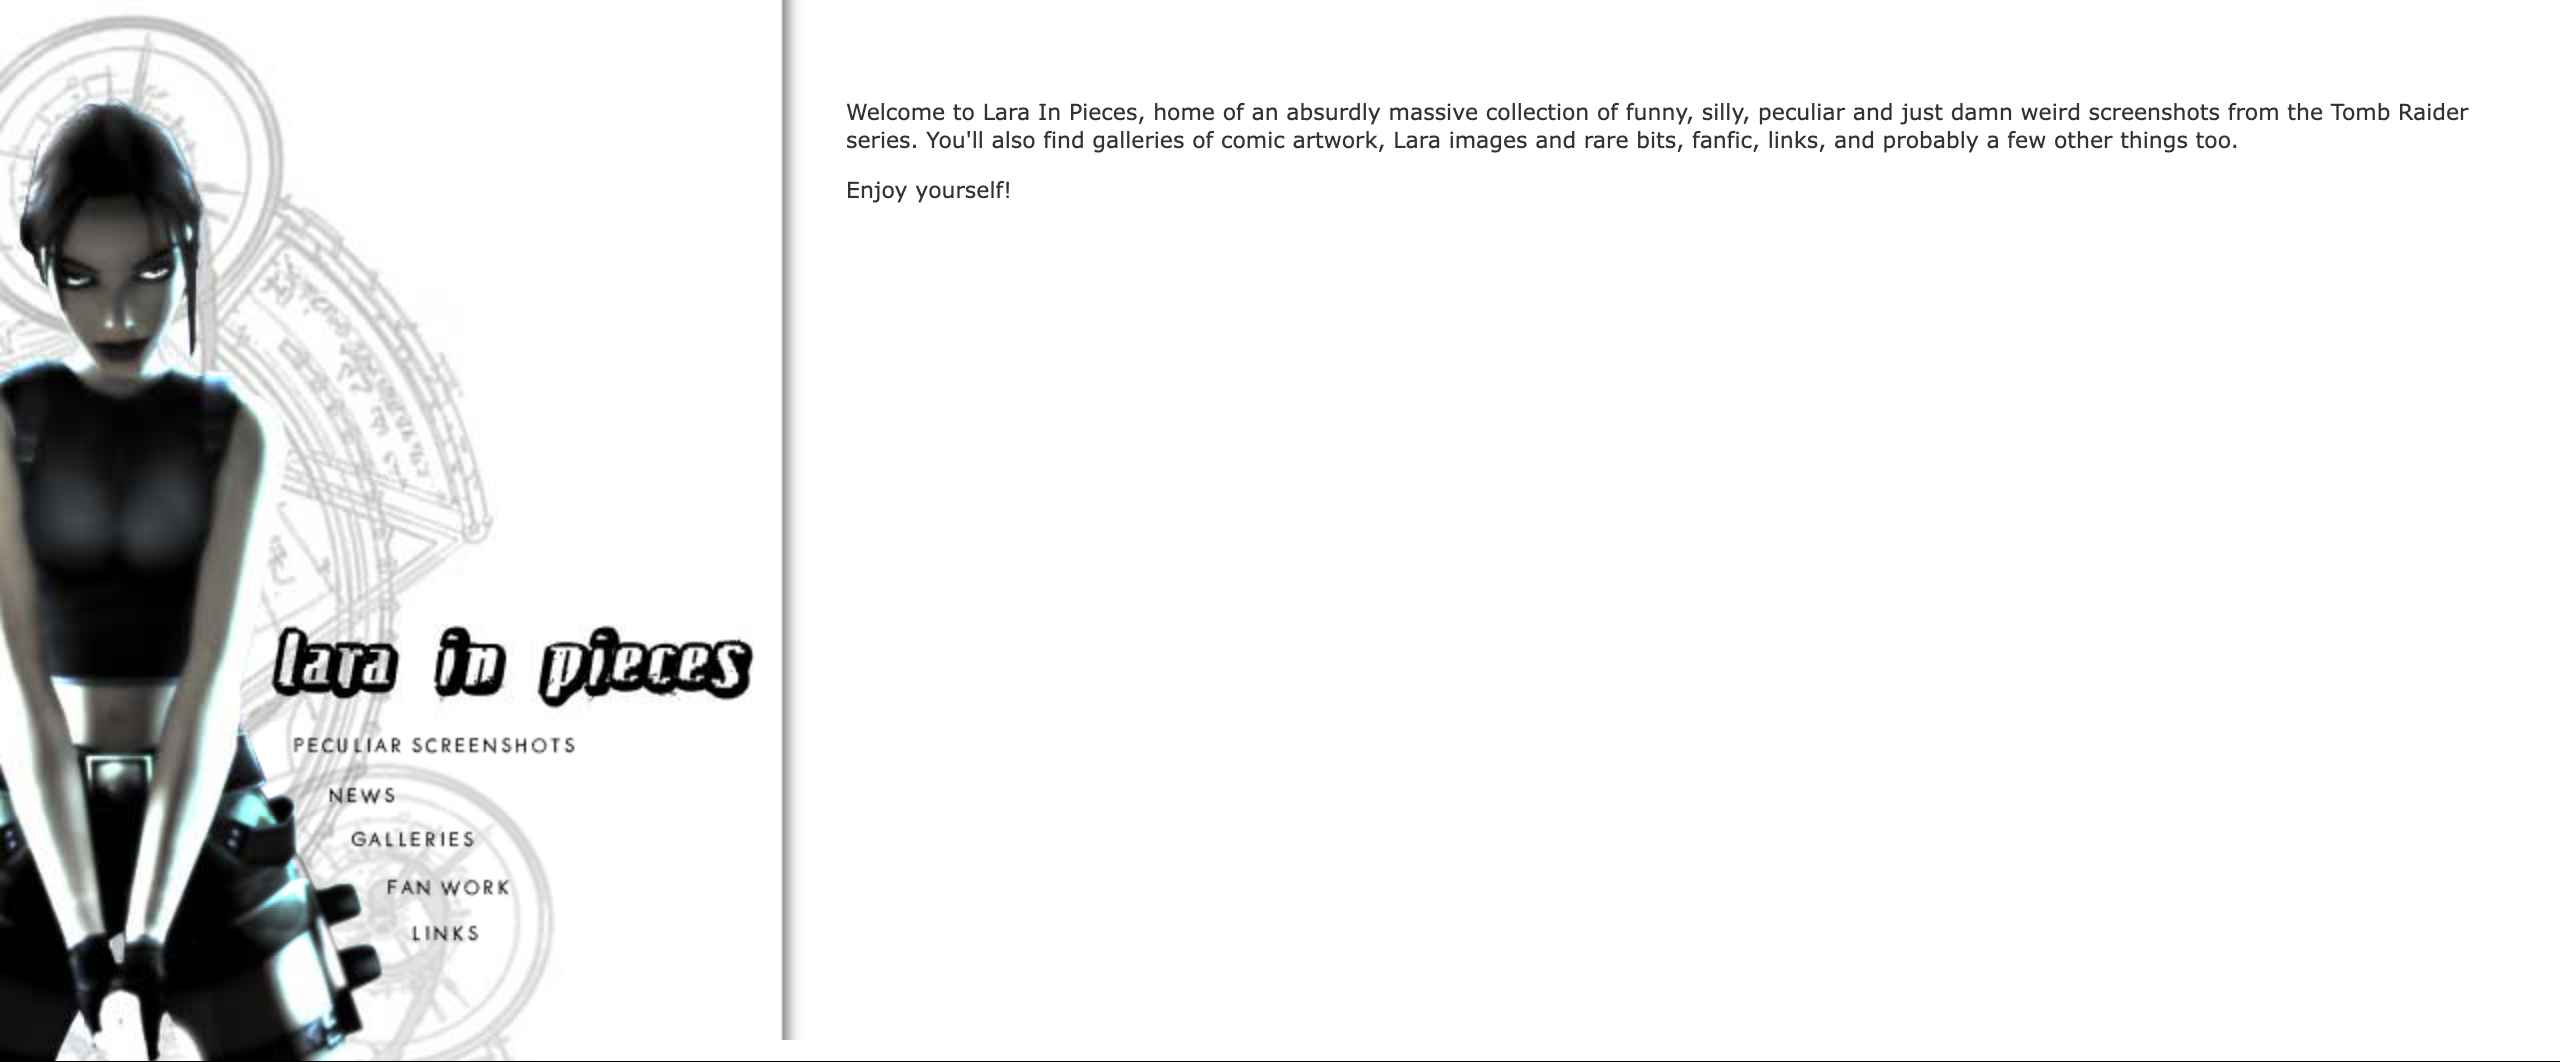 lara in pieces
PECULIAR SCREENSHOTS
NEWS
GALLERIES
FAN WORK
LINKS
Welcome to Lara In Pieces, home of an absurdly massive collection of funny, silly, peculiar and just damn weird screenshots from the Tomb Raider
series. You'll also find galleries of comic artwork, Lara images and rare bits, fanfic, links, and probably a few other things too.
Enjoy yourself!